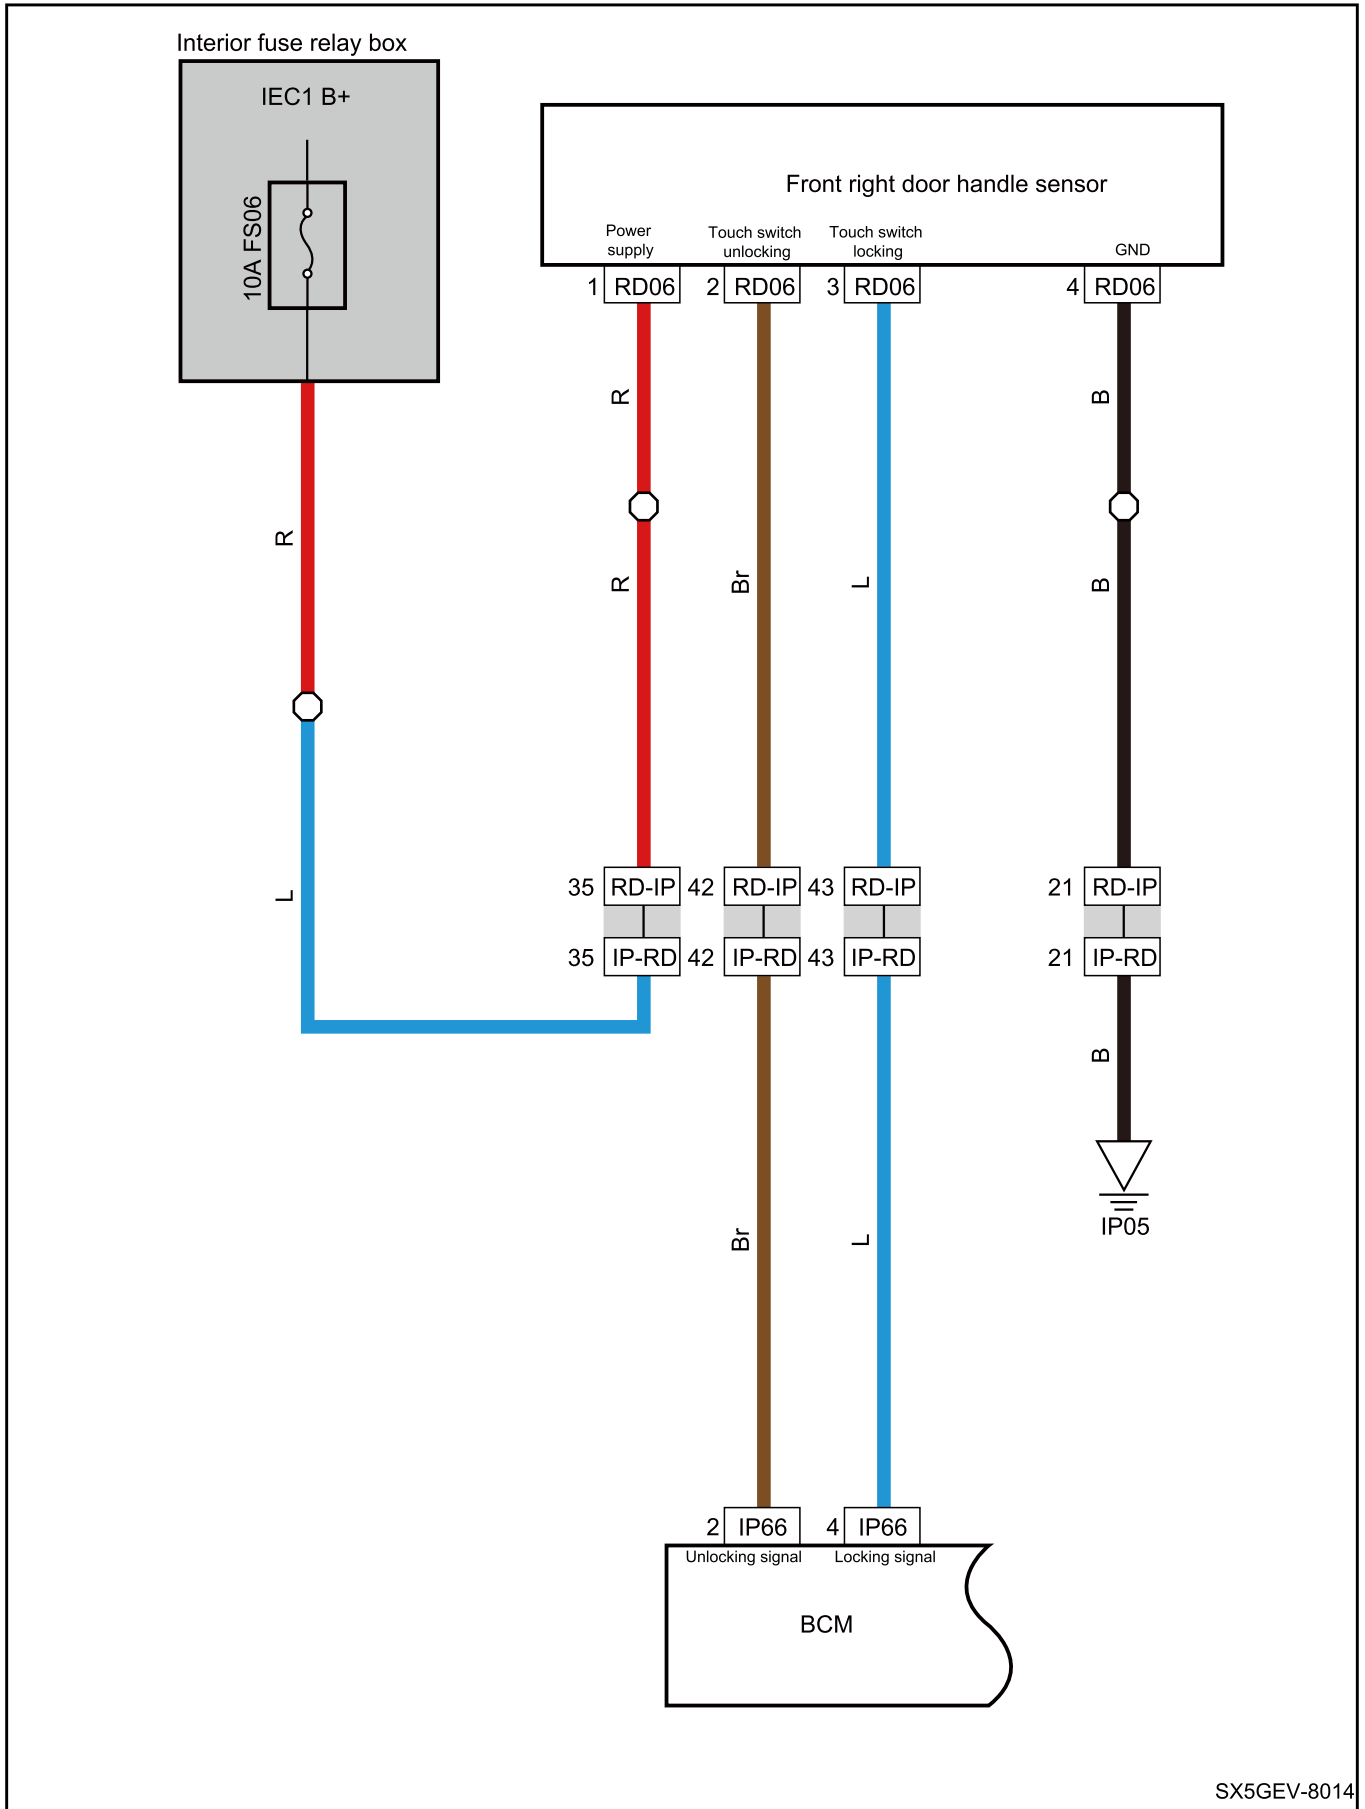 Interior fuse relay box
IEC1 B+
10A FS06
Front right door handle sensor
Power
supply
Touch switch
unlocking
Touch switch
locking
GND
1 RD06 2 RD06 3 RD06 4 RD06
R B
R
R Br L B
L
35 RD-IP 42 RD-IP 43 RD-IP 21 RD-IP
35 IP-RD 42 IP-RD 43 IP-RD 21 IP-RD
B
IP05
Br L
2 IP66 4 IP66
Unlocking signal Locking signal
BCM
SX5GEV-8014